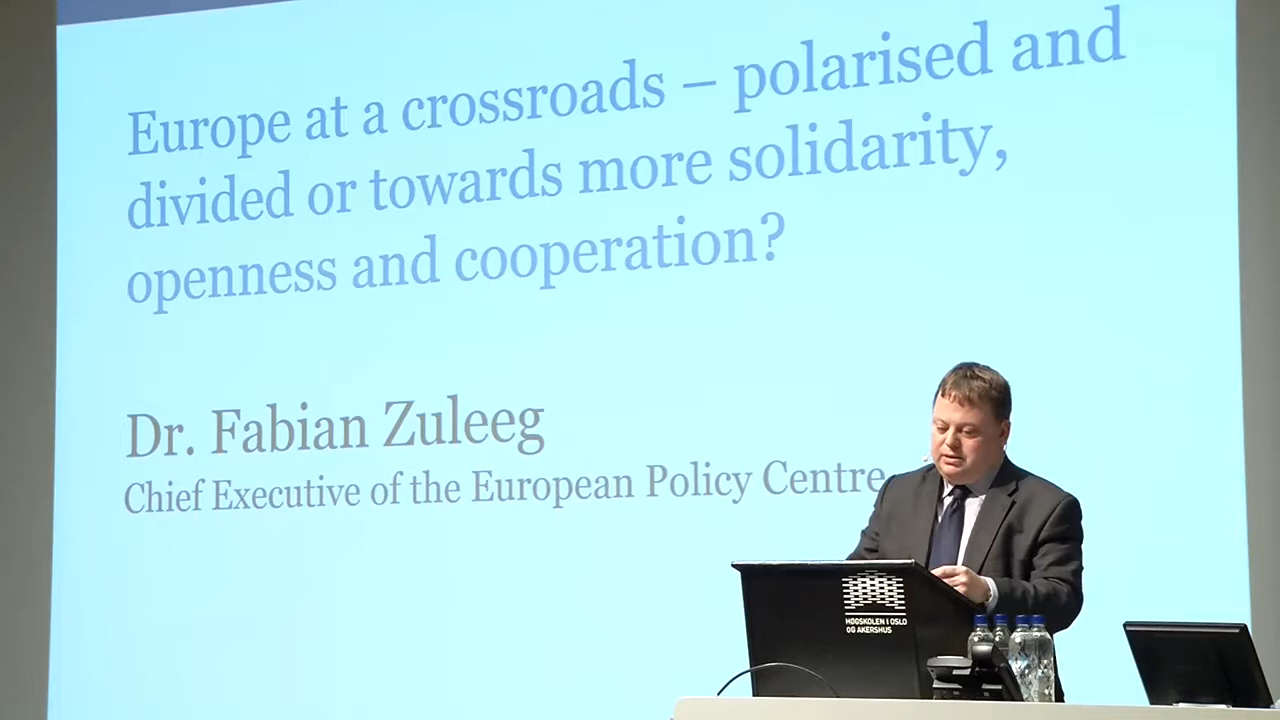 Europe at a crossroads – polarised and
divided or towards more solidarity,
openness and cooperation?
Dr. Fabian Zuleeg
Chief Executive of the European Policy Centre
HØGSKOLEN I OSLO
OG AKERSHUS